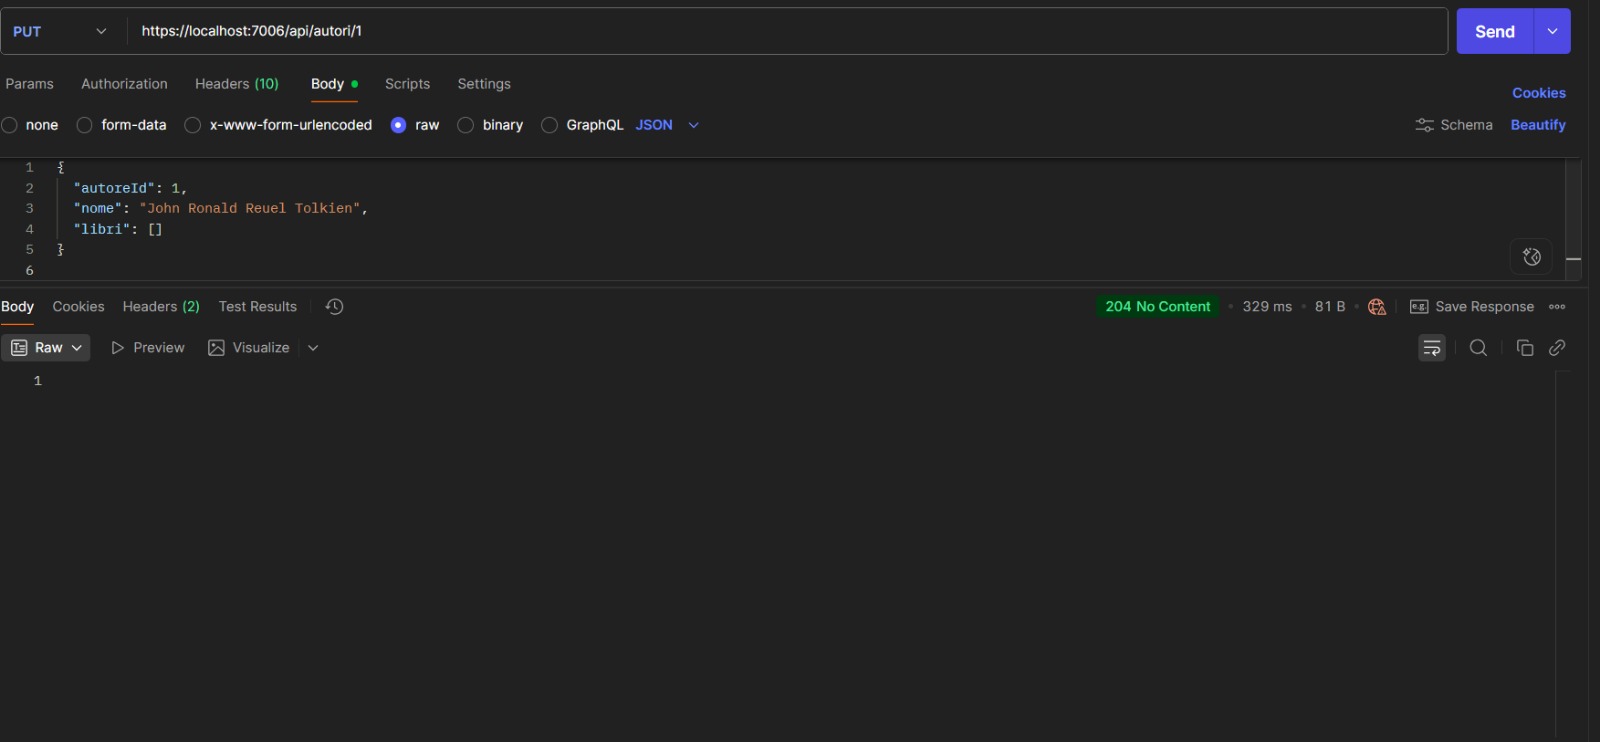 PUT https://localhost:7006/api/autori/1 Send
Params Authorization Headers (10) Body Scripts Settings
Cookies
none form-data x-www-form-urlencoded raw binary GraphQL JSON Schema Beautify
1 {
2 "autoreId": 1,
3 "nome": "John Ronald Reuel Tolkien",
4 "libri": []
5 }
6
Body Cookies Headers (2) Test Results 204 No Content • 329 ms • 81 B • e.g. Save Response
Raw Preview Visualize
1